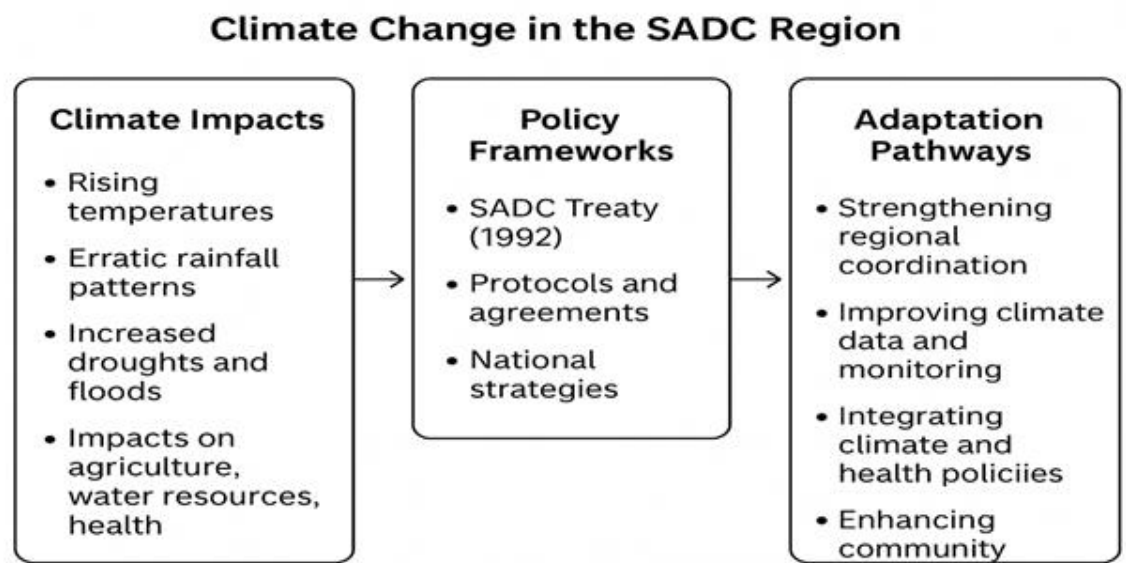 Climate Change in the SADC Region
Climate Impacts
• Rising
temperatures
• Erratic rainfall
patterns
• Increased
droughts and
floods
• Impacts on
agriculture,
water resources,
health
Policy
Frameworks
• SADC Treaty
(1992)
• Protocols and
agreements
• National
strategies
Adaptation
Pathways
• Strengthening
regional
coordination
• Improving climate
data and
monitoring
• Integrating
climate and
health policiies
• Enhancing
community